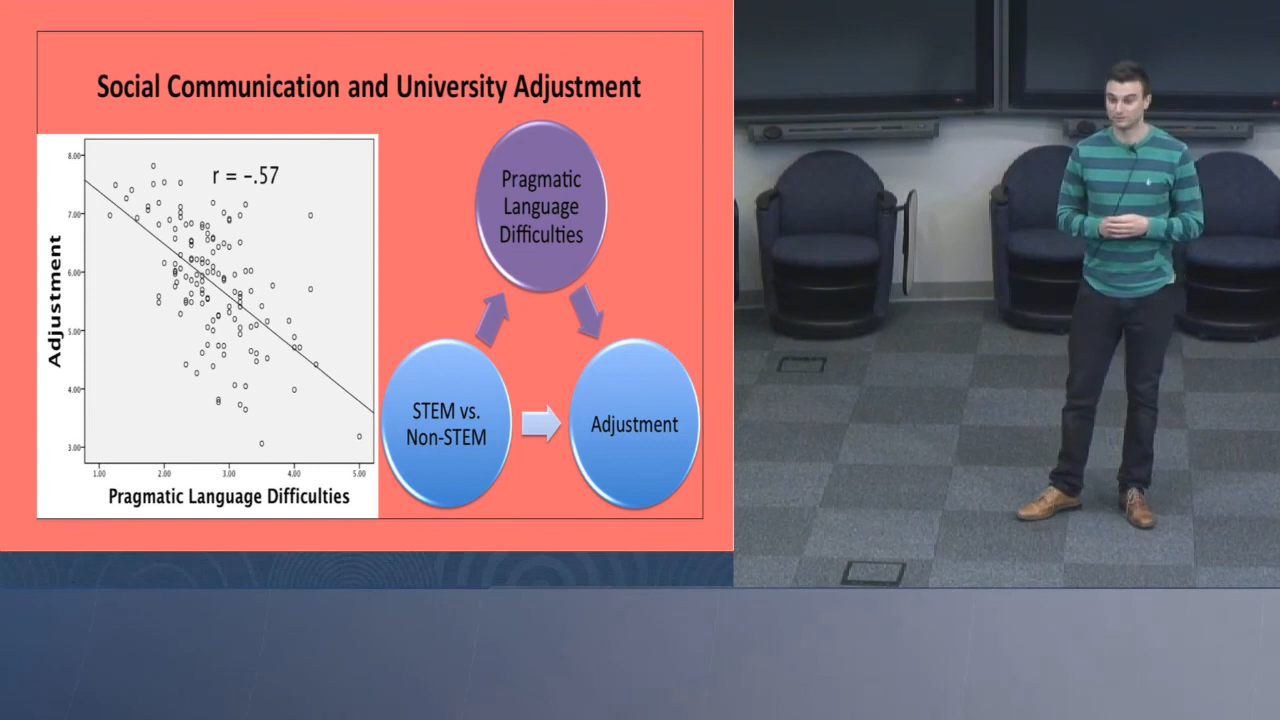 Social Communication and University Adjustment
r = -.57
8.00
7.00
6.00
5.00
4.00
3.00
Adjustment
1.00
2.00
3.00
4.00
5.00
Pragmatic Language Difficulties
Pragmatic
Language
Difficulties
STEM vs.
Non-STEM
Adjustment